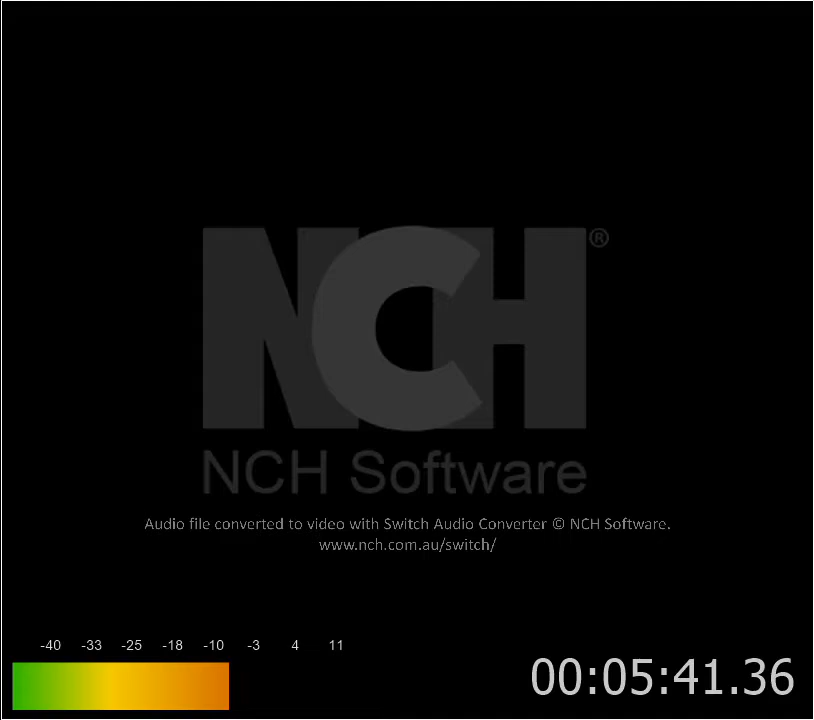 NCH®
NCH Software
Audio file converted to video with Switch Audio Converter © NCH Software.
www.nch.com.au/switch/
-40 -33 -25 -18 -10 -3 4 11
00:05:41.36